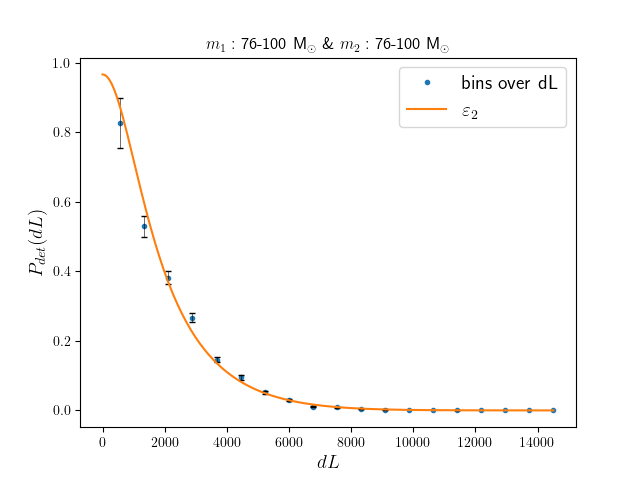 m₁ : 76-100 M⊙ & m₂ : 76-100 M⊙
1.0
0.8
0.6
0.4
0.2
0.0
P_det(dL)
bins over dL
ε₂
0 2000 4000 6000 8000 10000 12000 14000
dL